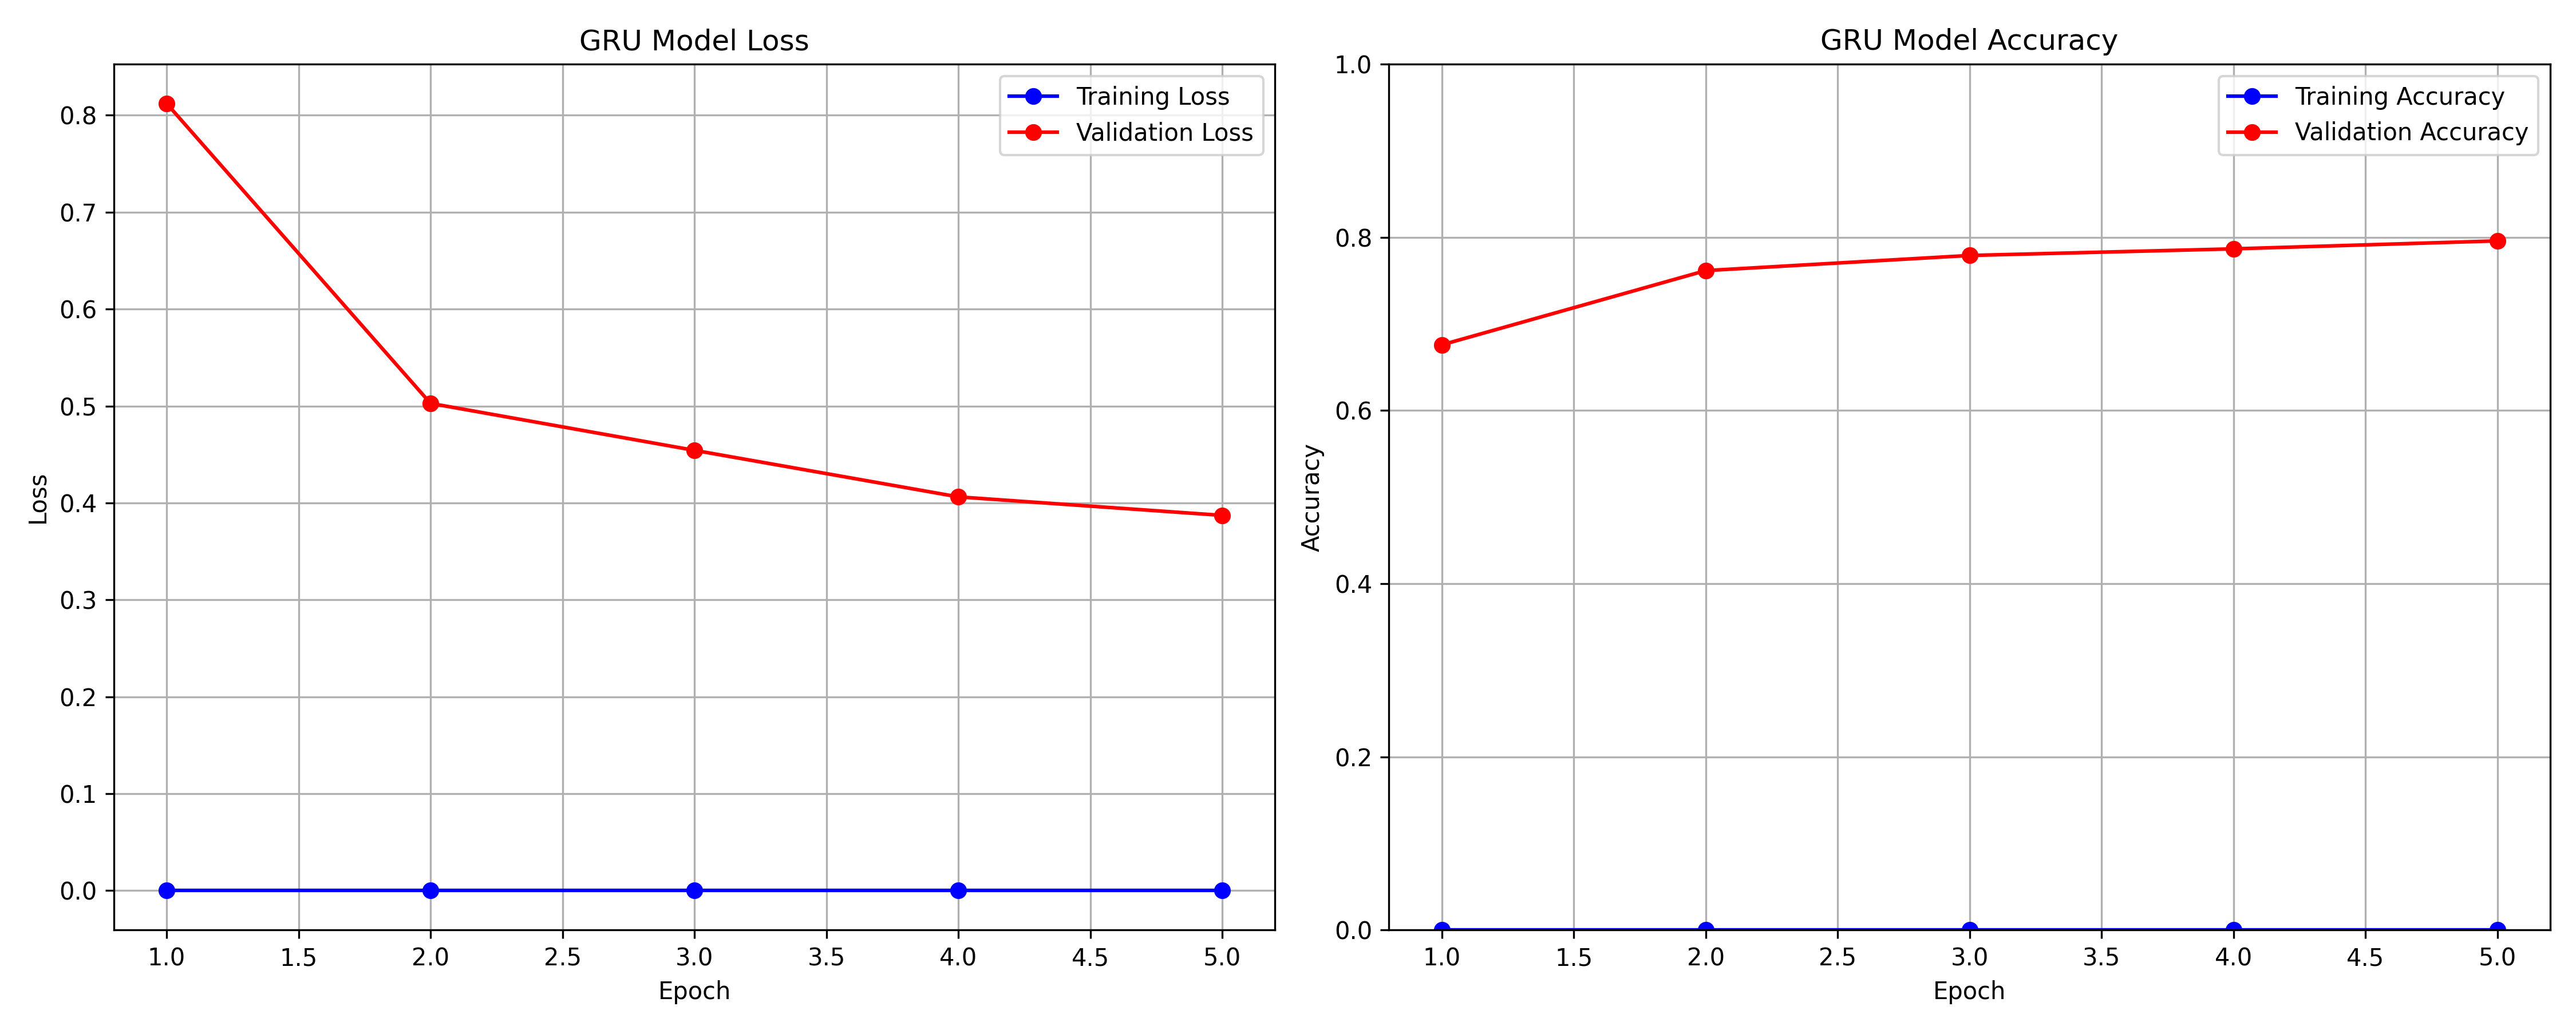 GRU Model Loss
Training Loss
Validation Loss
0.8
0.7
0.6
0.5
0.4
0.3
0.2
0.1
0.0
Loss
1.0 1.5 2.0 2.5 3.0 3.5 4.0 4.5 5.0
Epoch
GRU Model Accuracy
Training Accuracy
Validation Accuracy
1.0
0.8
0.6
0.4
0.2
0.0
Accuracy
1.0 1.5 2.0 2.5 3.0 3.5 4.0 4.5 5.0
Epoch